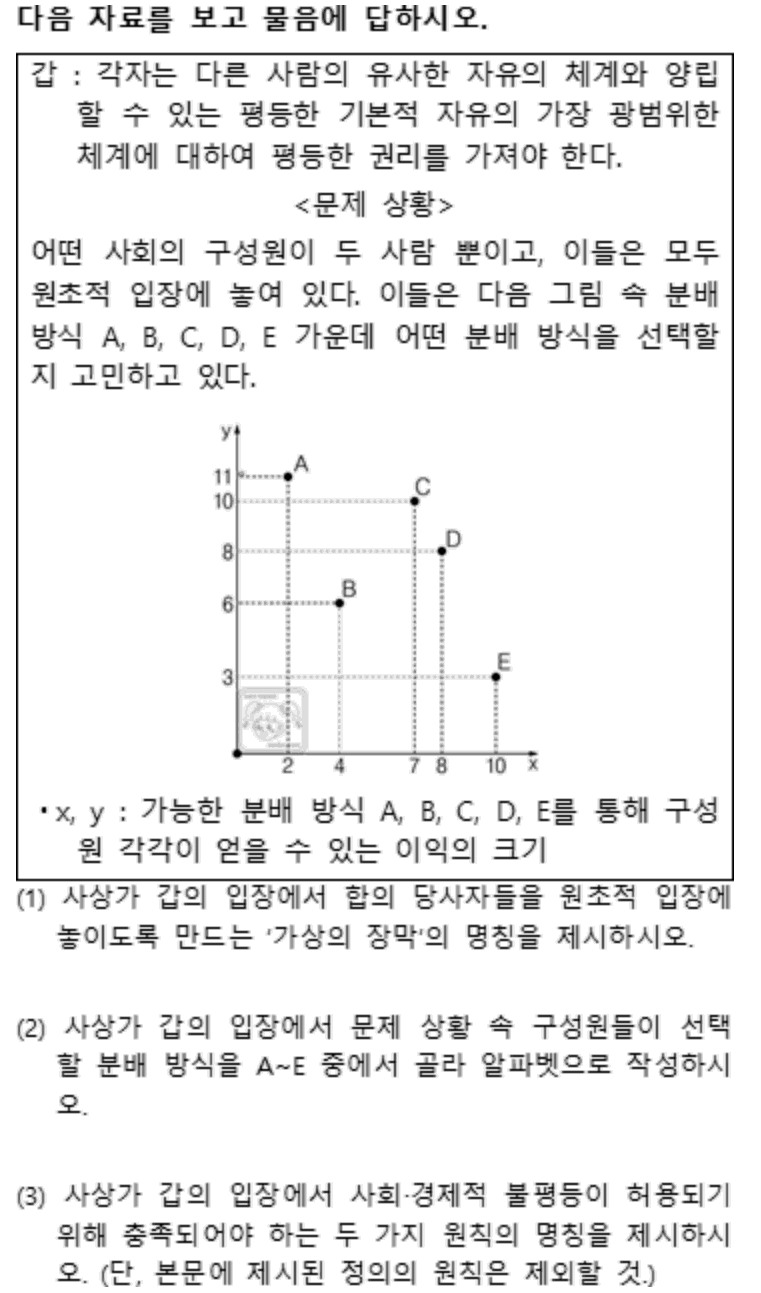 다음 자료를 보고 물음에 답하시오.
갑 : 각자는 다른 사람의 유사한 자유의 체계와 양립
할 수 있는 평등한 기본적 자유의 가장 광범위한
체계에 대하여 평등한 권리를 가져야 한다.
<문제 상황>
어떤 사회의 구성원이 두 사람 뿐이고, 이들은 모두
원초적 입장에 놓여 있다. 이들은 다음 그림 속 분배
방식 A, B, C, D, E 가운데 어떤 분배 방식을 선택할
지 고민하고 있다.
y
11 A
10 C
8 D
6 B
3 E
2 4 7 8 10 x
•x, y : 가능한 분배 방식 A, B, C, D, E를 통해 구성
원 각각이 얻을 수 있는 이익의 크기
(1) 사상가 갑의 입장에서 합의 당사자들을 원초적 입장에
놓이도록 만드는 '가상의 장막'의 명칭을 제시하시오.
(2) 사상가 갑의 입장에서 문제 상황 속 구성원들이 선택
할 분배 방식을 A~E 중에서 골라 알파벳으로 작성하시
오.
(3) 사상가 갑의 입장에서 사회·경제적 불평등이 허용되기
위해 충족되어야 하는 두 가지 원칙의 명칭을 제시하시
오. (단, 본문에 제시된 정의의 원칙은 제외할 것.)